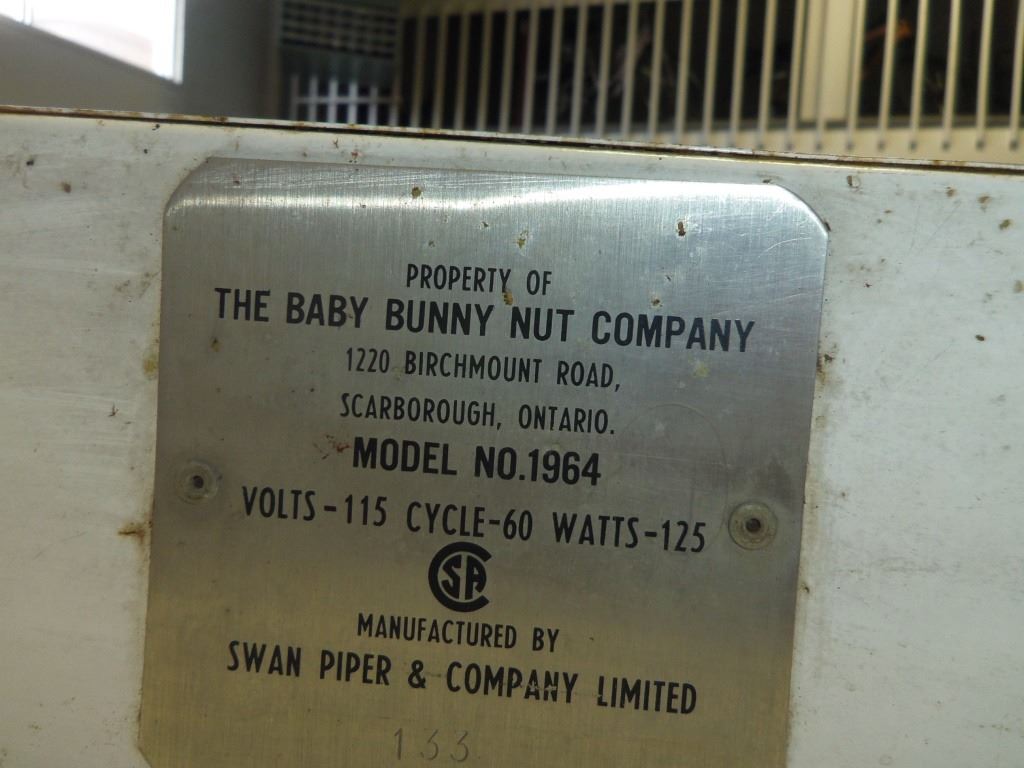 PROPERTY OF
THE BABY BUNNY NUT COMPANY
1220 BIRCHMOUNT ROAD,
SCARBOROUGH, ONTARIO.
MODEL NO.1964
VOLTS-115 CYCLE-60 WATTS-125
CSA
MANUFACTURED BY
SWAN PIPER & COMPANY LIMITED
133